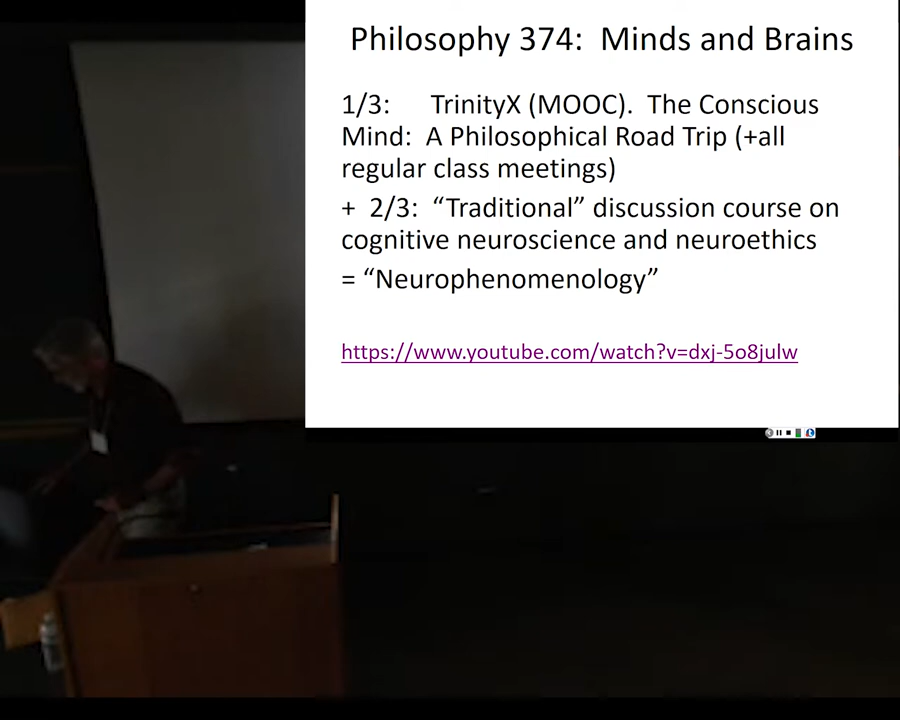 Philosophy 374:  Minds and Brains
1/3:     TrinityX (MOOC).  The Conscious
Mind:  A Philosophical Road Trip (+all
regular class meetings)
+  2/3:  “Traditional” discussion course on
cognitive neuroscience and neuroethics
= “Neurophenomenology”
https://www.youtube.com/watch?v=dxj-5o8julw